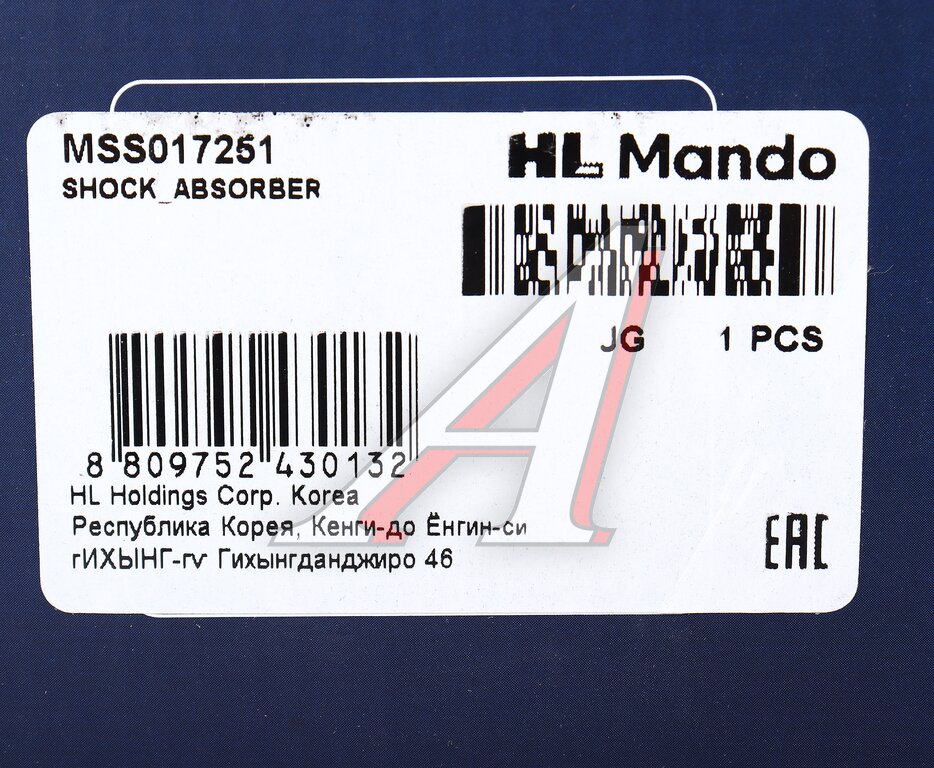 MSS017251
SHOCK_ABSORBER
HL Mando
JG 1 PCS
8 809752 430132
HL Holdings Corp. Korea
Республика Корея, Кенги-до Ёнгин-си
гИХЫНГ-гv Гихынгданджиро 46
EAC
A